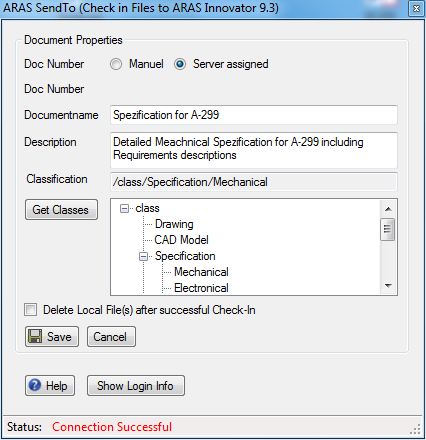 ARAS SendTo (Check in Files to ARAS Innovator 9.3)
Document Properties
Doc Number Manuel Server assigned
Doc Number
Documentname Spezification for A-299
Description Detailed Meachnical Spezification for A-299 including
Requirements descriptions
Classification /class/Specification/Mechanical
Get Classes
class
Drawing
CAD Model
Specification
Mechanical
Electronical
Delete Local File(s) after successful Check-In
Save Cancel
Help Show Login Info
Status: Connection Successful